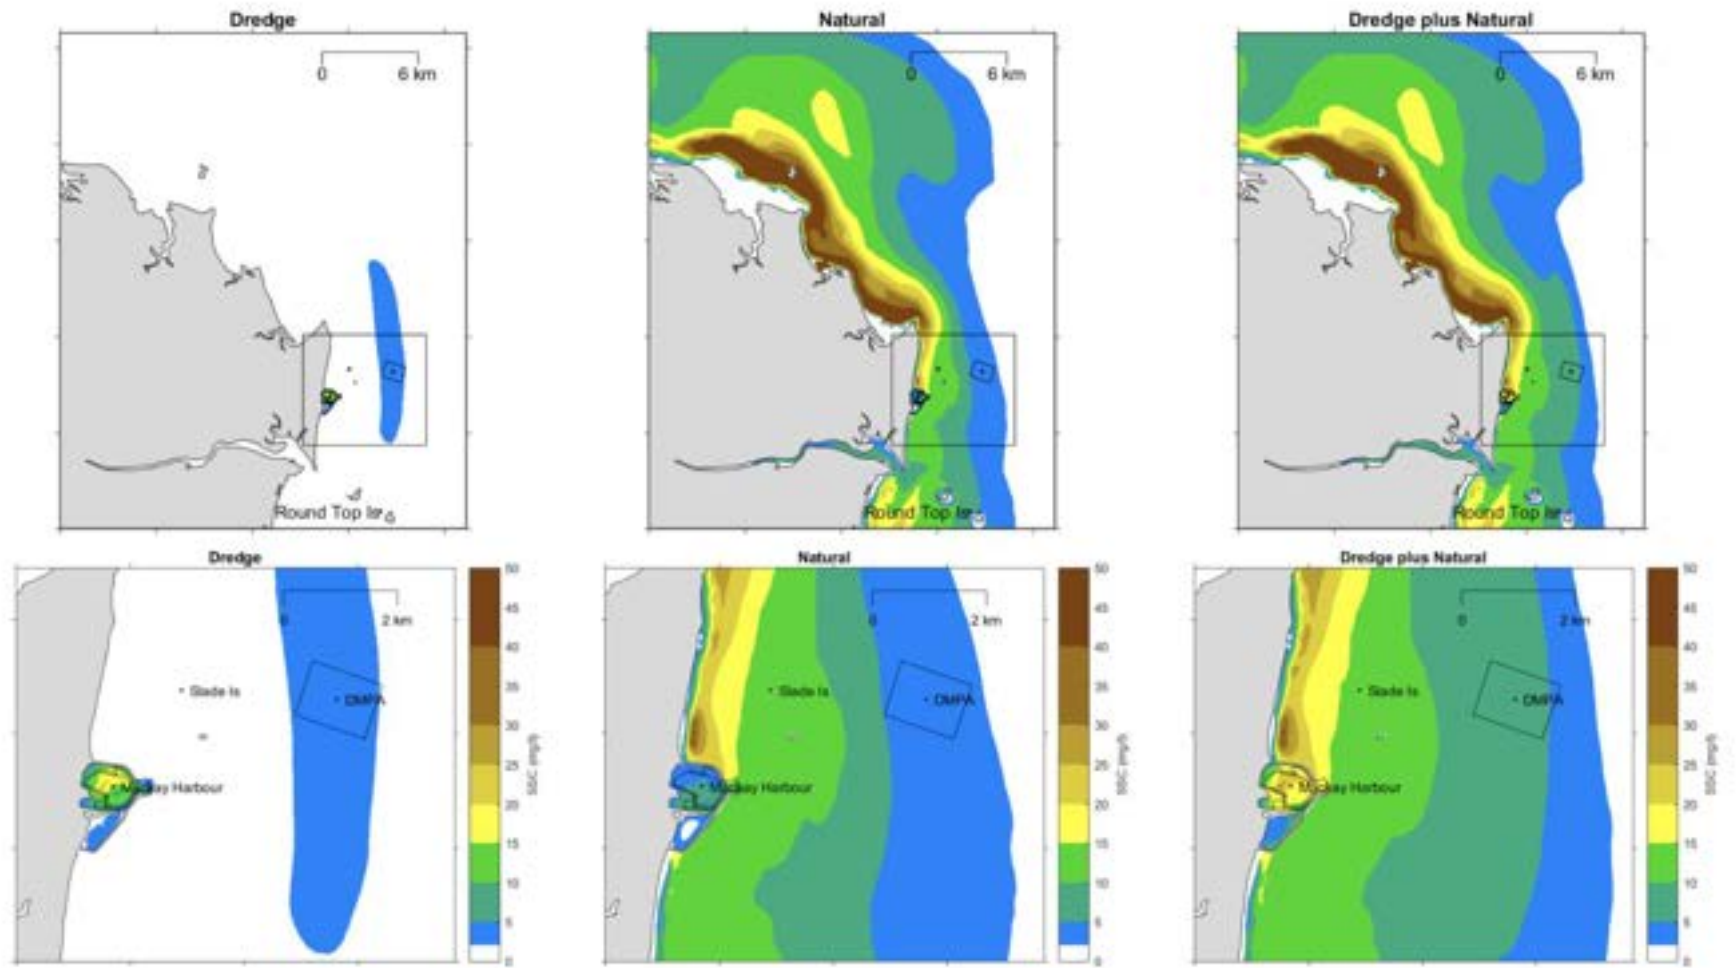 Dredge
0 6 km
Round Top Is
Natural
0 6 km
Round Top Is
Dredge plus Natural
0 6 km
Round Top Is
Dredge
0 2 km
Slade Is
DMPA
Mackay Harbour
50
45
40
35
30
25
20
15
10
5
0
SSC (mg/l)
Natural
0 2 km
Slade Is
DMPA
Mackay Harbour
50
45
40
35
30
25
20
15
10
5
0
SSC (mg/l)
Dredge plus Natural
0 2 km
Slade Is
DMPA
Mackay Harbour
50
45
40
35
30
25
20
15
10
5
0
SSC (mg/l)